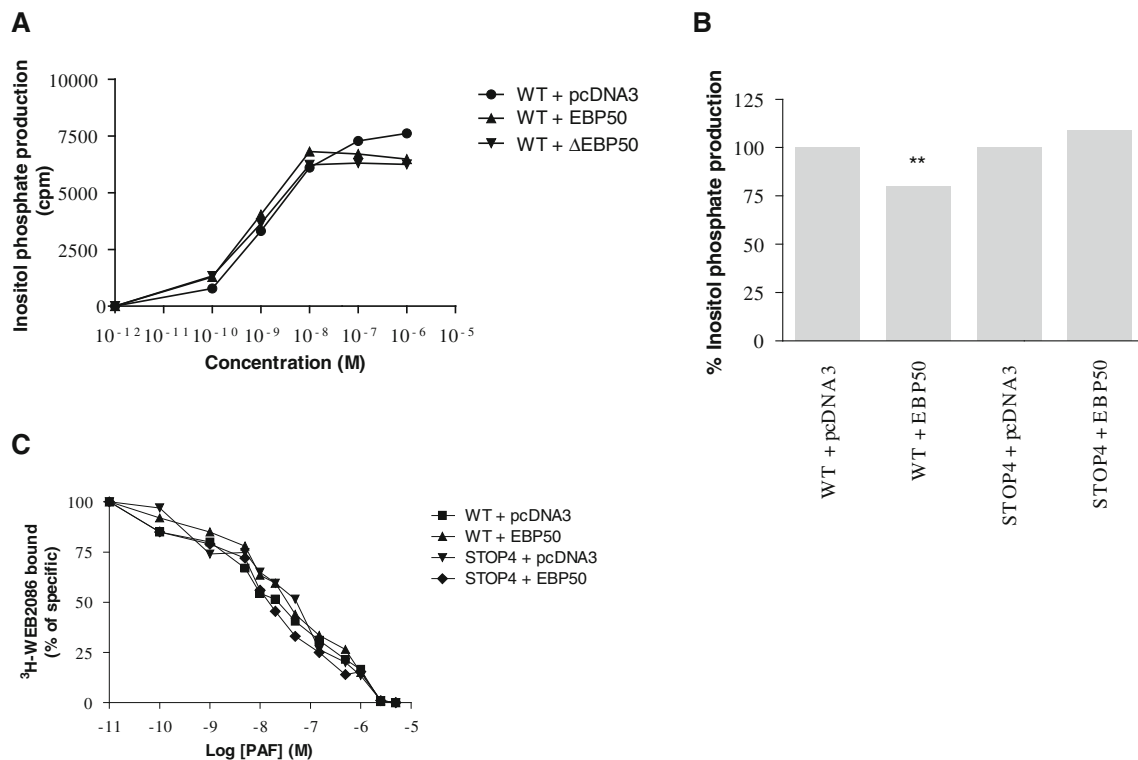 A
Inositol phosphate production
(cpm)
10000
7500
5000
2500
0
10⁻¹² 10⁻¹¹ 10⁻¹⁰ 10⁻⁹ 10⁻⁸ 10⁻⁷ 10⁻⁶ 10⁻⁵
Concentration (M)
WT + pcDNA3
WT + EBP50
WT + ΔEBP50
B
% Inositol phosphate production
125
100
75
50
25
0
**
WT + pcDNA3
WT + EBP50
STOP4 + pcDNA3
STOP4 + EBP50
C
³H-WEB2086 bound
(% of specific)
100
75
50
25
0
-11 -10 -9 -8 -7 -6 -5
Log [PAF] (M)
WT + pcDNA3
WT + EBP50
STOP4 + pcDNA3
STOP4 + EBP50